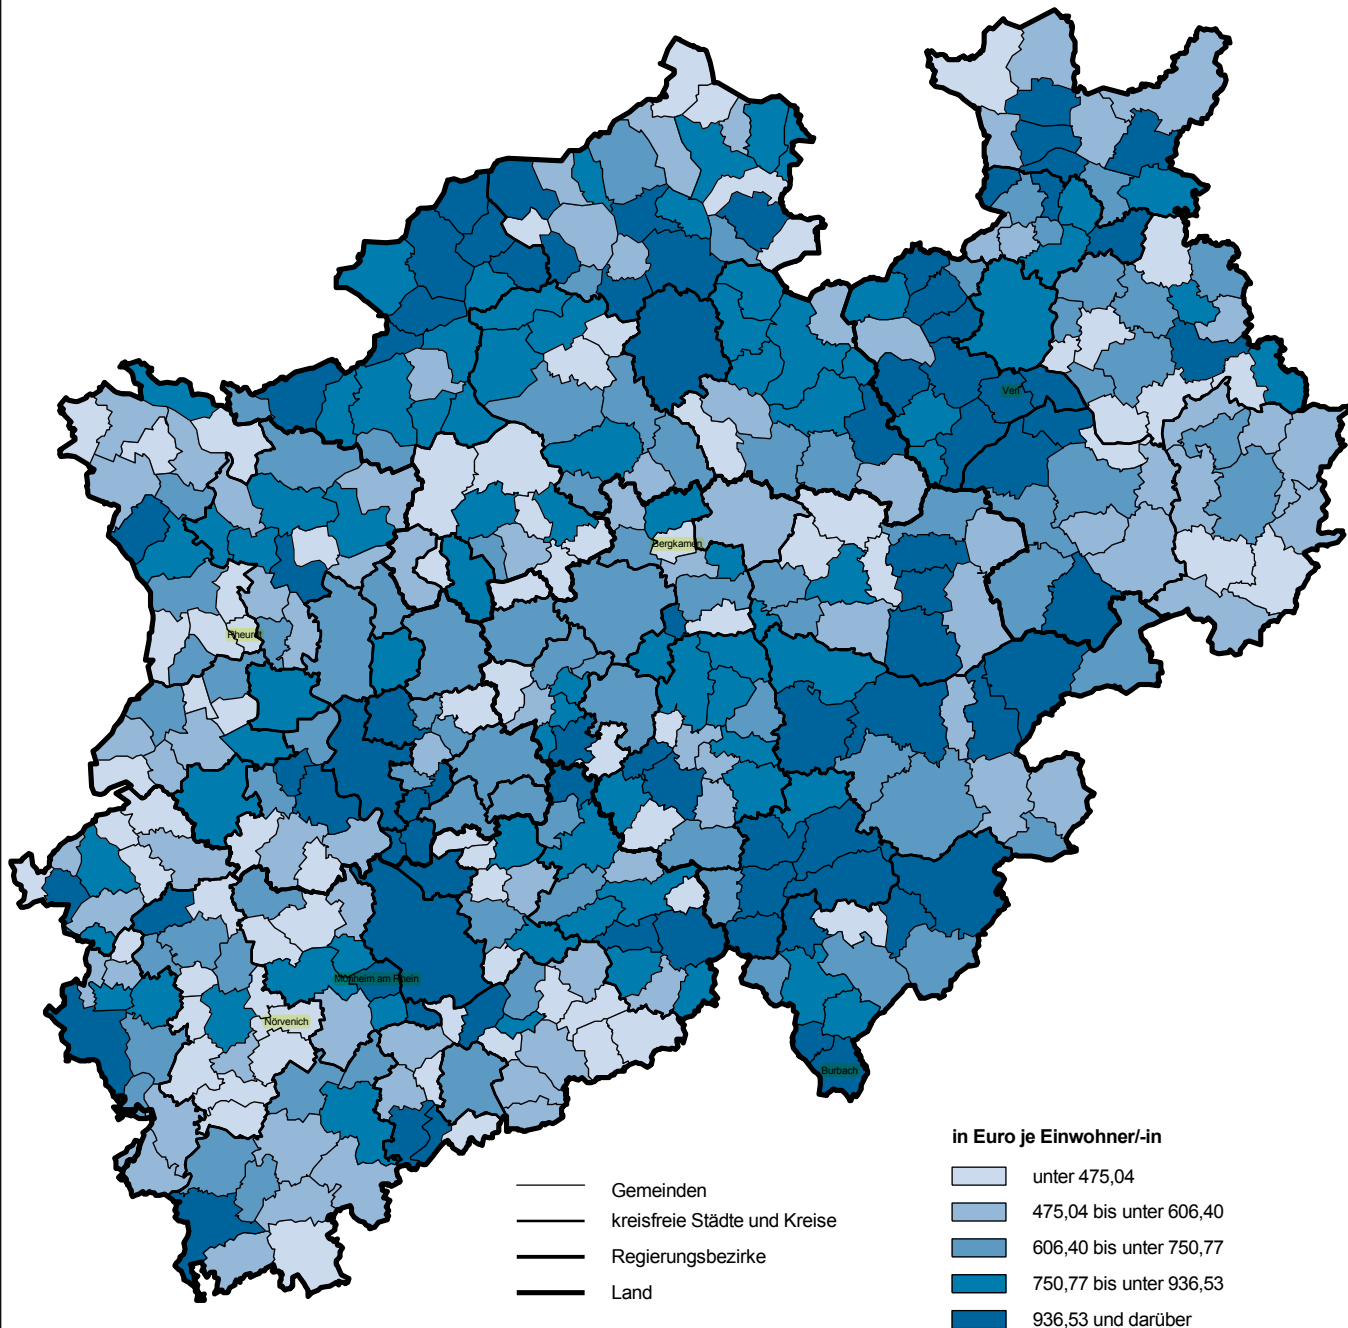 Verl
Bergkamen
Rheurdt
Monheim am Rhein
Nörvenich
Burbach
in Euro je Einwohner/-in
unter 475,04
475,04 bis unter 606,40
606,40 bis unter 750,77
750,77 bis unter 936,53
936,53 und darüber
Gemeinden
kreisfreie Städte und Kreise
Regierungsbezirke
Land